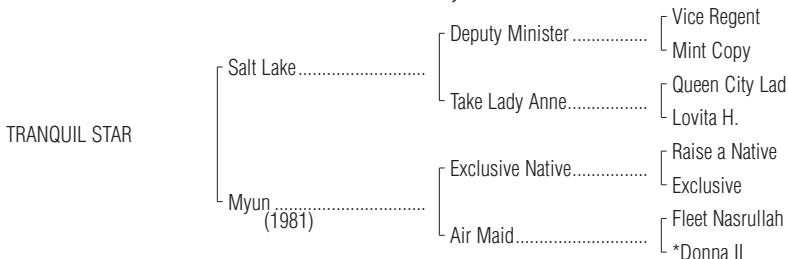 Vice Regent
Deputy Minister ................
Mint Copy
Salt Lake...........................
Queen City Lad
Take Lady Anne.................
Lovita H.
TRANQUIL STAR
Raise a Native
Exclusive Native................
Exclusive
Myun ................................
(1981)
Fleet Nasrullah
Air Maid............................
*Donna II